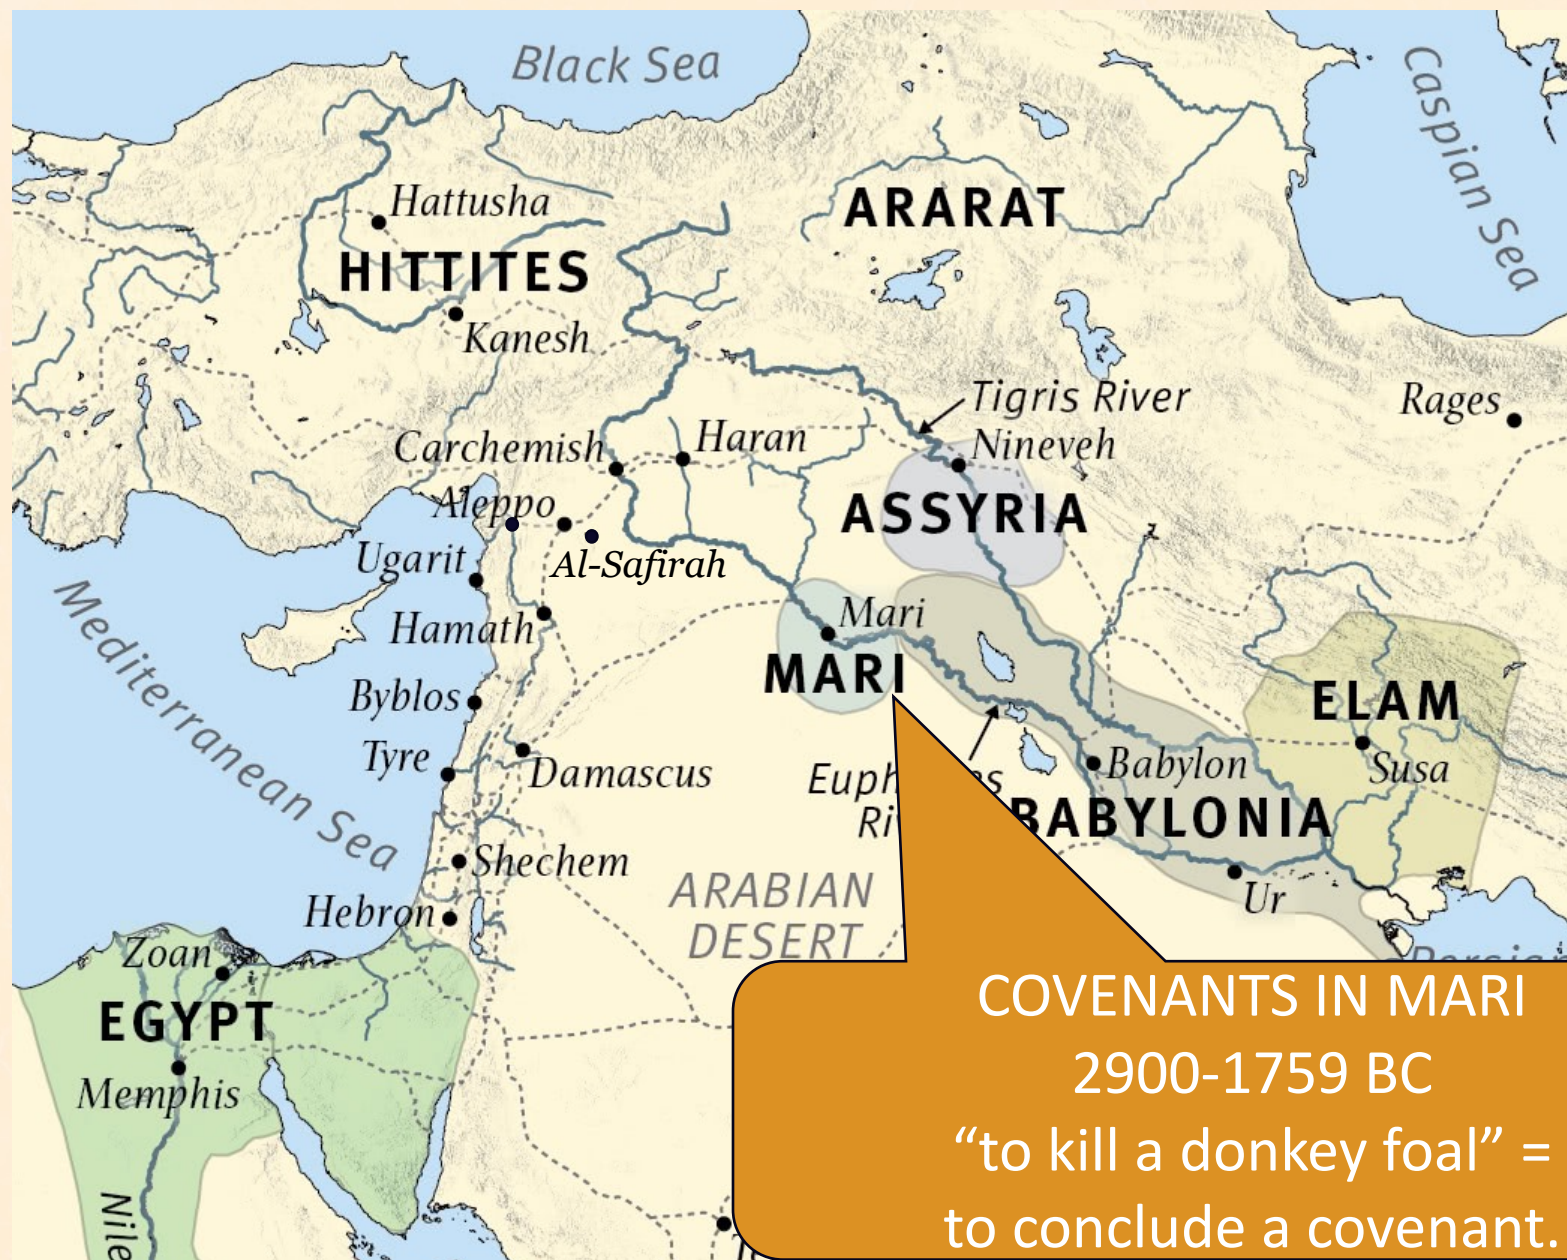 Black Sea
Caspian Sea
Hattusha
ARARAT
HITTITES
Kanesh
Tigris River
Rages
Carchemish
Haran
Nineveh
Aleppo
ASSYRIA
Ugarit
Al-Safirah
Mari
Hamath
MARI
Mediterranean Sea
Byblos
ELAM
Tyre
Damascus
Babylon
Susa
BABYLONIA
Shechem
ARABIAN
DESERT
Ur
Hebron
Zoan
EGYPT
Memphis
Nile
COVENANTS IN MARI
2900-1759 BC
“to kill a donkey foal” =
to conclude a covenant.